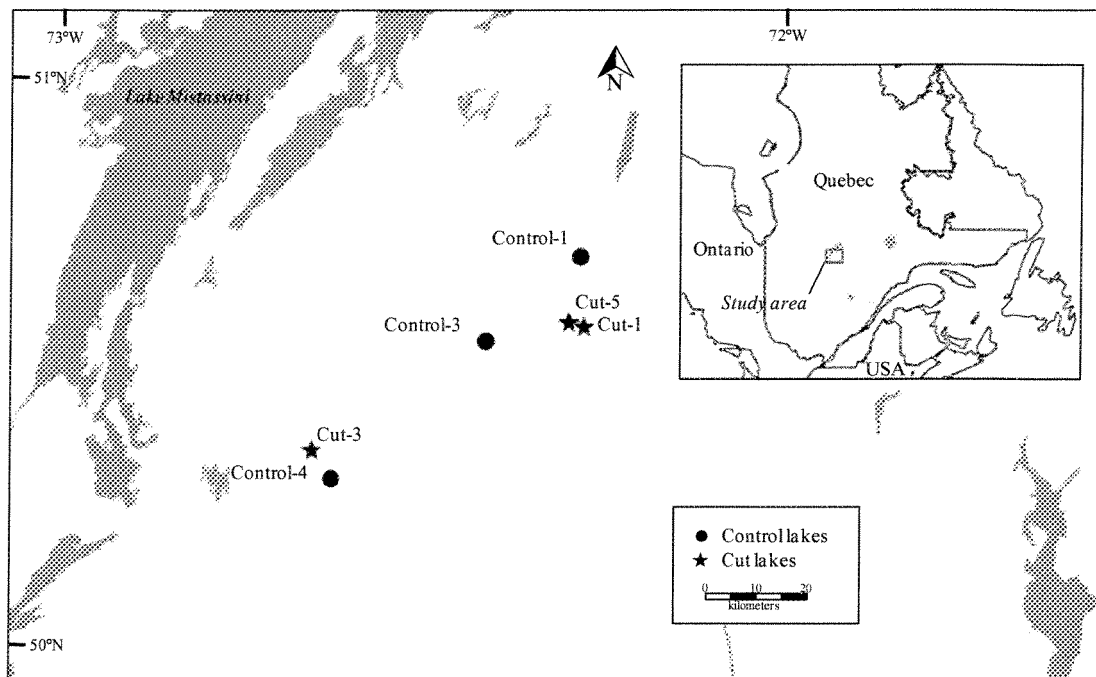 73°W
72°W
51°N
Lake Mistassini
N
Quebec
Ontario
Study area
USA
Control-1
Cut-5
Cut-1
Control-3
Cut-3
Control-4
Control lakes
Cut lakes
0 10 20
kilometers
50°N